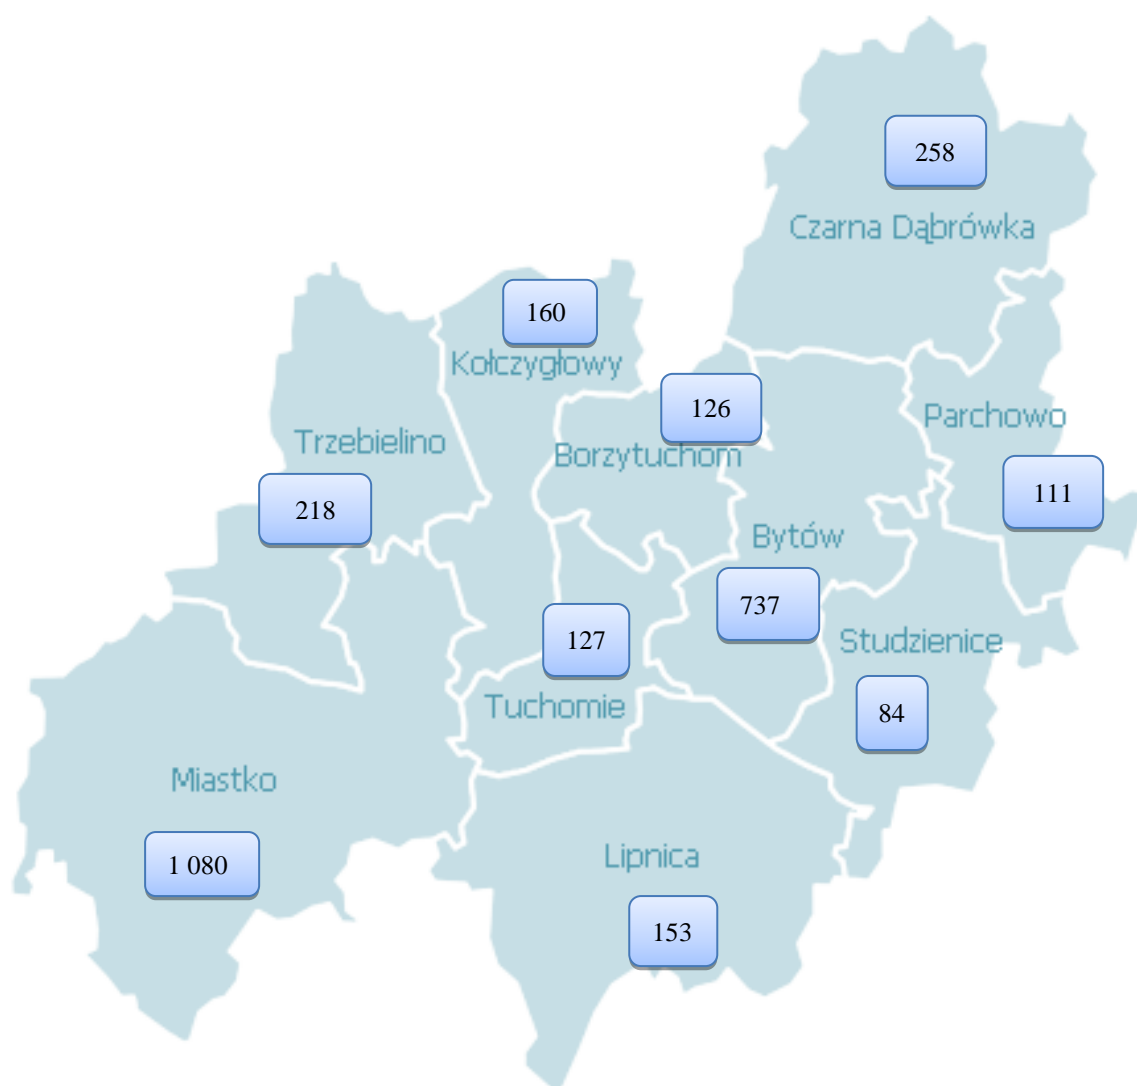 258
Czarna Dąbrówka
160
Kołczygłowy
126
Borzytuchom
Parchowo
111
Trzebielino
218
Bytów
737
127
Tuchomie
Studzienice
84
Miastko
1 080
Lipnica
153